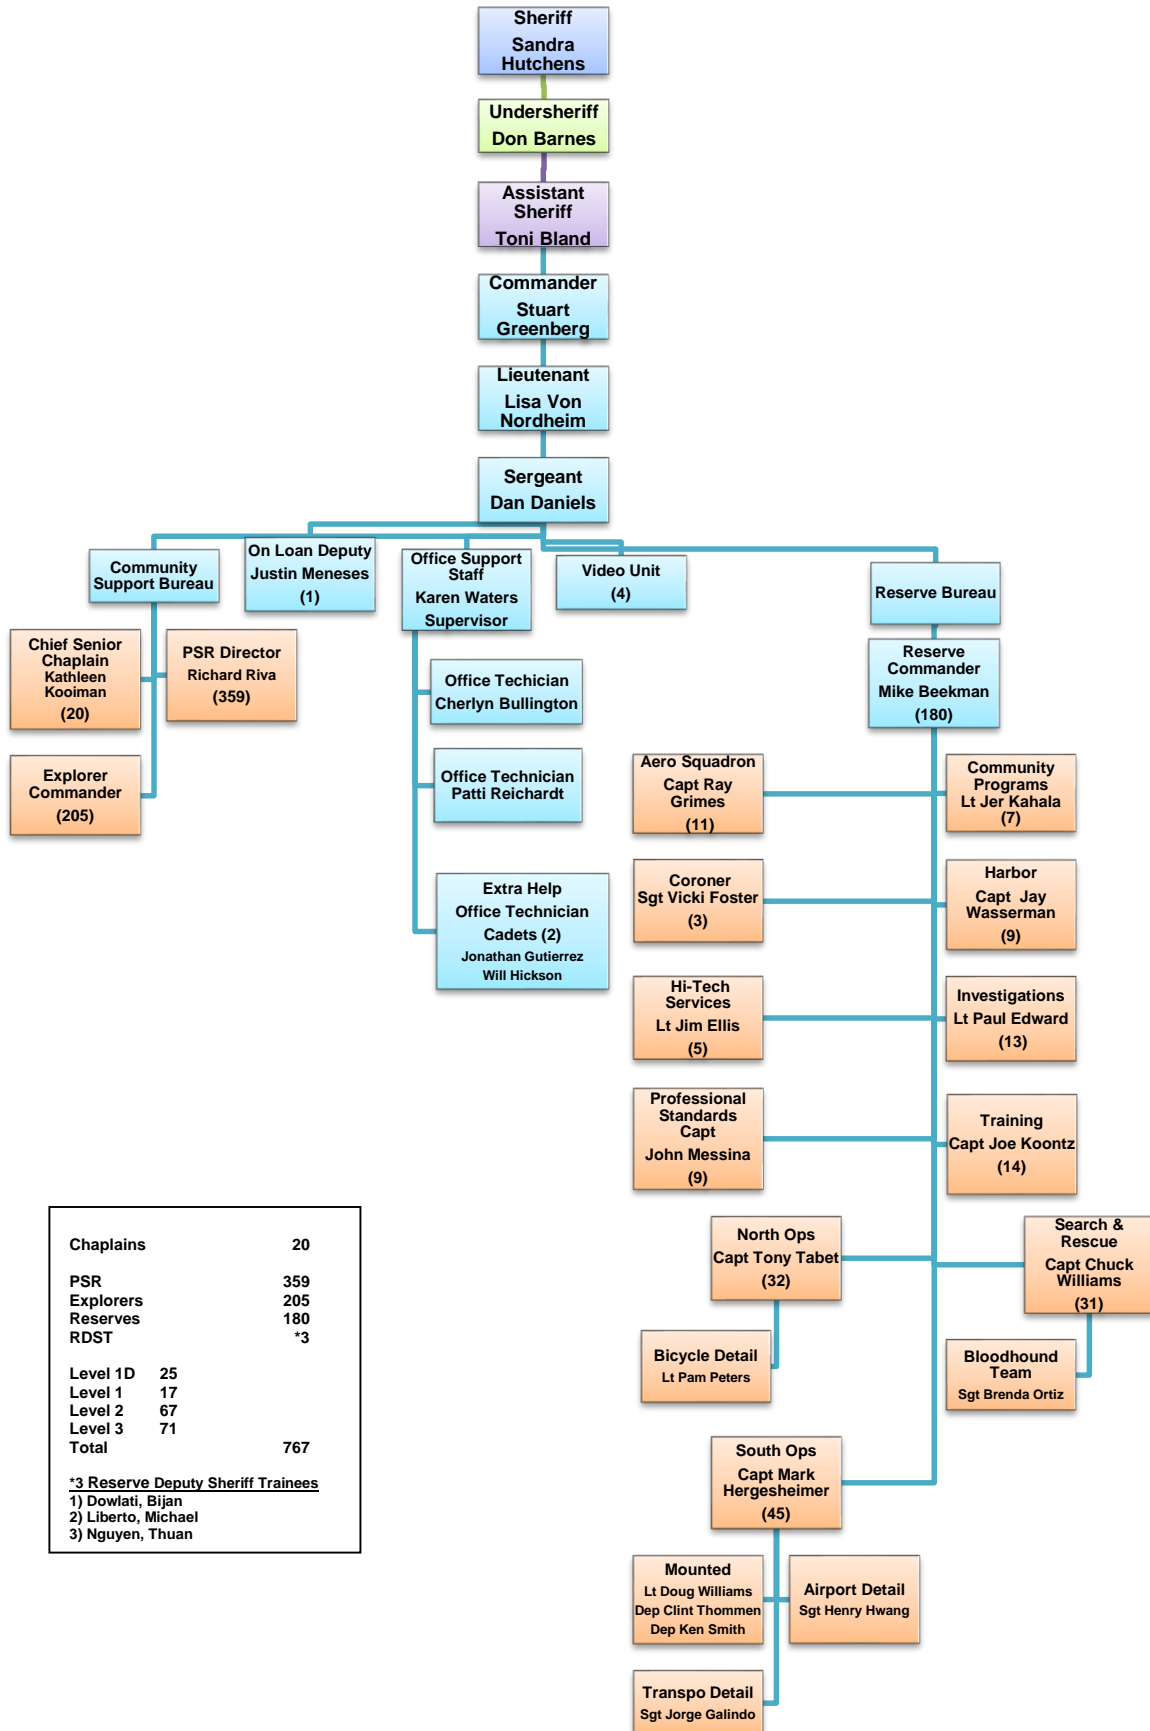 Sheriff
Sandra
Hutchens
Undersheriff
Don Barnes
Assistant
Sheriff
Toni Bland
Commander
Stuart
Greenberg
Lieutenant
Lisa Von
Nordheim
Sergeant
Dan Daniels
Community
Support Bureau
On Loan Deputy
Justin Meneses
(1)
Office Support
Staff
Karen Waters
Supervisor
Video Unit
(4)
Reserve Bureau
Chief Senior
Chaplain
Kathleen
Kooiman
(20)
PSR Director
Richard Riva
(359)
Explorer
Commander
(205)
Office Techician
Cherlyn Bullington
Office Technician
Patti Reichardt
Extra Help
Office Technician
Cadets (2)
Jonathan Gutierrez
Will Hickson
Reserve
Commander
Mike Beekman
(180)
Aero Squadron
Capt Ray
Grimes
(11)
Community
Programs
Lt Jer Kahala
(7)
Coroner
Sgt Vicki Foster
(3)
Harbor
Capt Jay
Wasserman
(9)
Hi-Tech
Services
Lt Jim Ellis
(5)
Investigations
Lt Paul Edward
(13)
Professional
Standards
Capt
John Messina
(9)
Training
Capt Joe Koontz
(14)
North Ops
Capt Tony Tabet
(32)
Search &
Rescue
Capt Chuck
Williams
(31)
Bicycle Detail
Lt Pam Peters
Bloodhound
Team
Sgt Brenda Ortiz
South Ops
Capt Mark
Hergesheimer
(45)
Mounted
Lt Doug Williams
Dep Clint Thommen
Dep Ken Smith
Airport Detail
Sgt Henry Hwang
Transpo Detail
Sgt Jorge Galindo
Chaplains 20
PSR 359
Explorers 205
Reserves 180
RDST *3
Level 1D 25
Level 1 17
Level 2 67
Level 3 71
Total 767
*3 Reserve Deputy Sheriff Trainees
1) Dowlati, Bijan
2) Liberto, Michael
3) Nguyen, Thuan